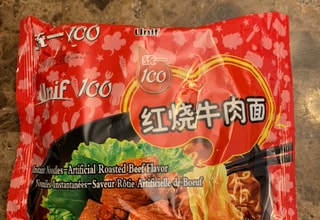 统一100
Unif
Unif 100
统一
100
红烧牛肉面
Instant Noodles-Artificial Roasted Beef Flavor
Nouilles Instantanées-Saveur Rôtie Artificielle de Boeuf